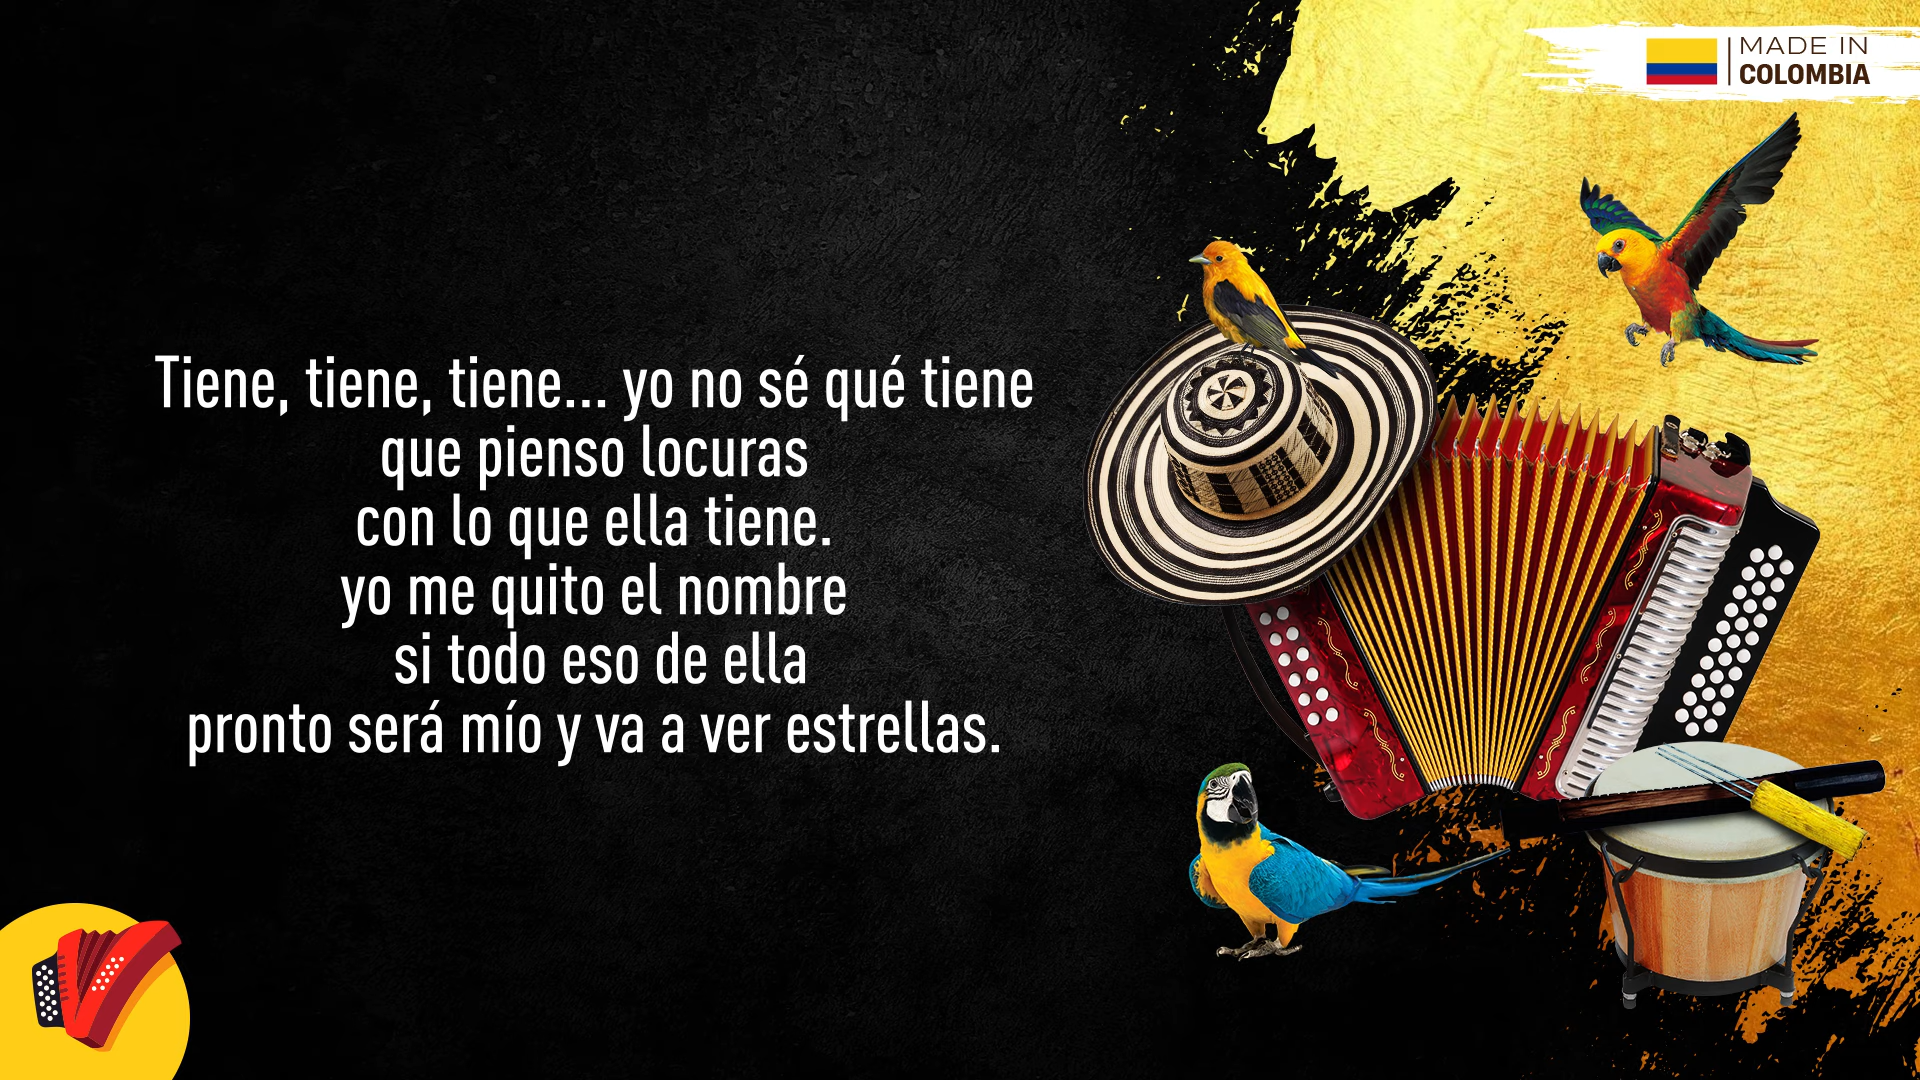 MADE IN
COLOMBIA
Tiene, tiene, tiene... yo no sé qué tiene
que pienso locuras
con lo que ella tiene.
yo me quito el nombre
si todo eso de ella
pronto será mío y va a ver estrellas.